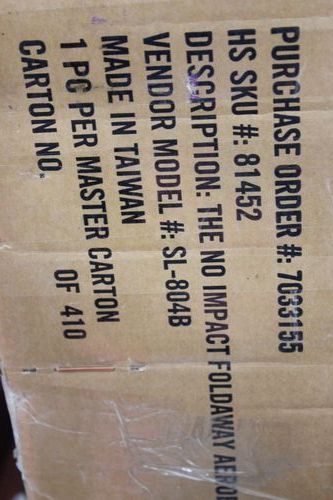 PURCHASE ORDER #: 7033155
HS SKU #: 81452
DESCRIPTION: THE NO IMPACT FOLDAWAY
VENDOR MODEL #: SL-804B
MADE IN TAIWAN
1 PC PER MASTER CARTON
CARTON NO. OF 410